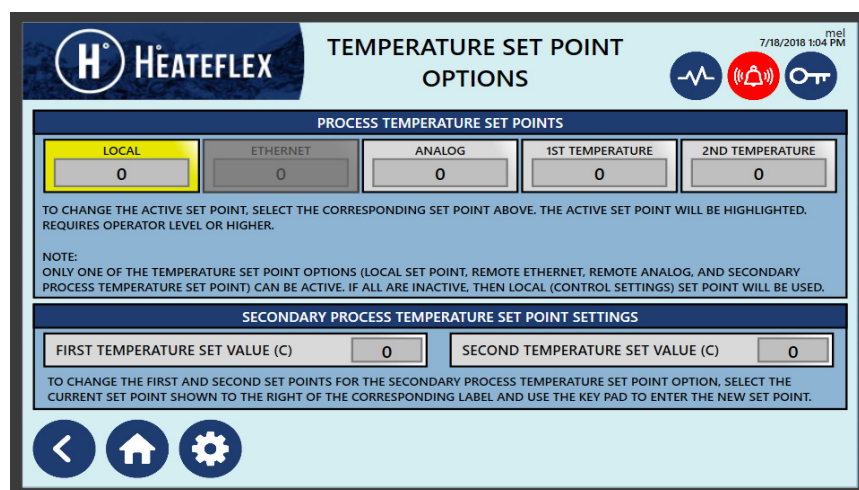 H° HEATEFLEX
TEMPERATURE SET POINT
OPTIONS
mel
7/18/2018 1:04 PM
PROCESS TEMPERATURE SET POINTS
LOCAL
0
ETHERNET
0
ANALOG
0
1ST TEMPERATURE
0
2ND TEMPERATURE
0
TO CHANGE THE ACTIVE SET POINT, SELECT THE CORRESPONDING SET POINT ABOVE. THE ACTIVE SET POINT WILL BE HIGHLIGHTED.
REQUIRES OPERATOR LEVEL OR HIGHER.
NOTE:
ONLY ONE OF THE TEMPERATURE SET POINT OPTIONS (LOCAL SET POINT, REMOTE ETHERNET, REMOTE ANALOG, AND SECONDARY
PROCESS TEMPERATURE SET POINT) CAN BE ACTIVE. IF ALL ARE INACTIVE, THEN LOCAL (CONTROL SETTINGS) SET POINT WILL BE USED.
SECONDARY PROCESS TEMPERATURE SET POINT SETTINGS
FIRST TEMPERATURE SET VALUE (C) 0
SECOND TEMPERATURE SET VALUE (C) 0
TO CHANGE THE FIRST AND SECOND SET POINTS FOR THE SECONDARY PROCESS TEMPERATURE SET POINT OPTION, SELECT THE
CURRENT SET POINT SHOWN TO THE RIGHT OF THE CORRESPONDING LABEL AND USE THE KEY PAD TO ENTER THE NEW SET POINT.